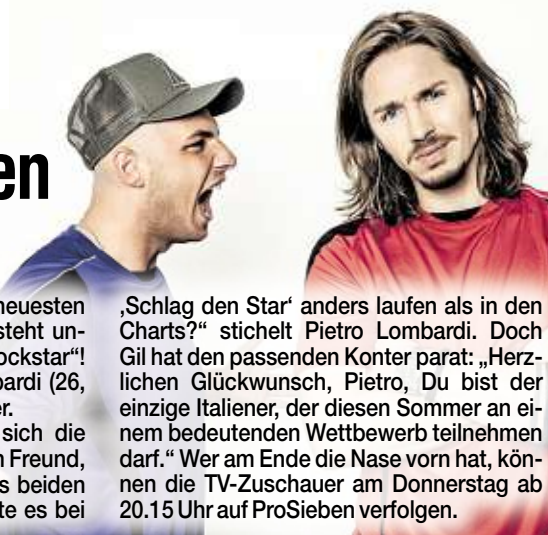 en
neuesten
steht un-
ockstar“!
ardi (26,
r.
sich die
n Freund,
s beiden
te es bei
‚Schlag den Star‘ anders laufen als in den
Charts?“ stichelt Pietro Lombardi. Doch
Gil hat den passenden Konter parat: „Herz-
lichen Glückwunsch, Pietro, Du bist der
einzige Italiener, der diesen Sommer an ei-
nem bedeutenden Wettbewerb teilnehmen
darf.“ Wer am Ende die Nase vorn hat, kön-
nen die TV-Zuschauer am Donnerstag ab
20.15 Uhr auf ProSieben verfolgen.